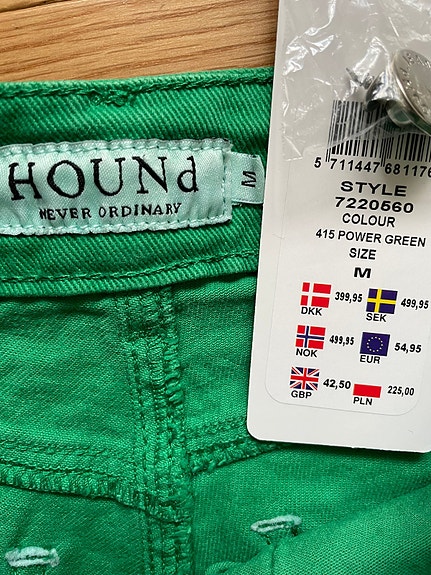 HOUNd
NEVER ORDINARY
M
5 711447 681176
STYLE
7220560
COLOUR
415 POWER GREEN
SIZE
M
DKK 399,95 SEK 499,95
NOK 499,95 EUR 54,95
GBP 42,50 PLN 225,00